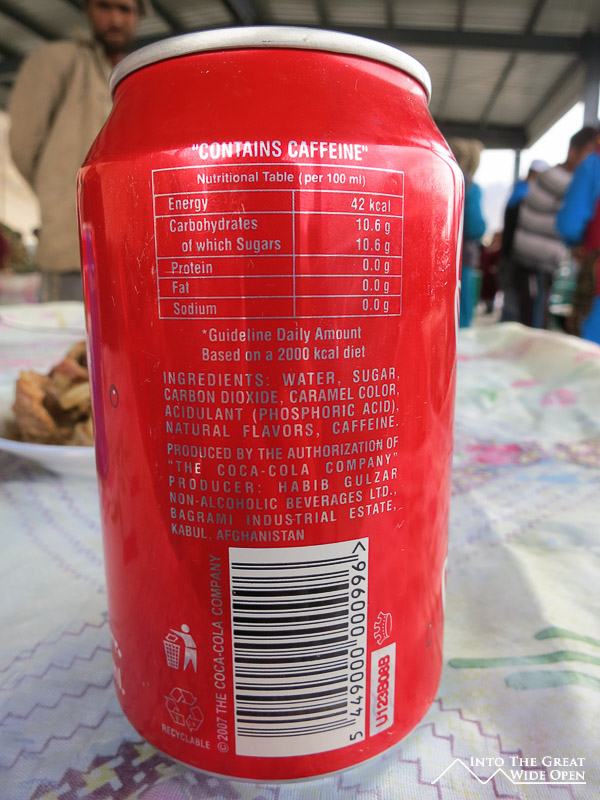 "CONTAINS CAFFEINE"
Nutritional Table (per 100 ml)
Energy 42 kcal
Carbohydrates 10.6 g
of which Sugars 10.6 g
Protein 0.0 g
Fat 0.0 g
Sodium 0.0 g
*Guideline Daily Amount
Based on a 2000 kcal diet
INGREDIENTS: WATER, SUGAR,
CARBON DIOXIDE, CARAMEL COLOR,
ACIDULANT (PHOSPHORIC ACID),
NATURAL FLAVORS, CAFFEINE.
PRODUCED BY THE AUTHORIZATION OF
"THE COCA-COLA COMPANY"
PRODUCER: HABIB GULZAR
NON-ALCOHOLIC BEVERAGES LTD.,
BAGRAMI INDUSTRIAL ESTATE,
KABUL, AFGHANISTAN
RECYCLABLE
©2007 THE COCA-COLA COMPANY
5 449000 000996>
U123B08B
INTO THE GREAT
WIDE OPEN